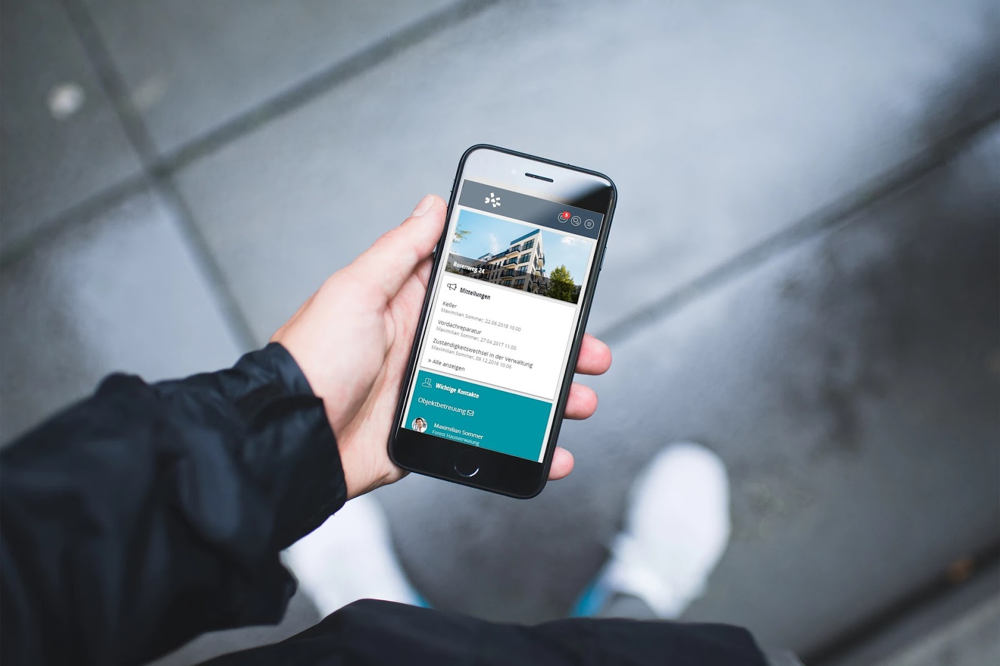 5
Rosenweg 24
Mitteilungen
Keller
Maximilian Sommer, 22.06.2018 10:00
Vordachreparatur
Maximilian Sommer, 27.04.2017 11:00
Zuständigkeitswechsel in der Verwaltung
Maximilian Sommer, 09.12.2016 10:06
» Alle anzeigen
Wichtige Kontakte
Objektbetreuung
Maximilian Sommer
Forest Hausverwalung